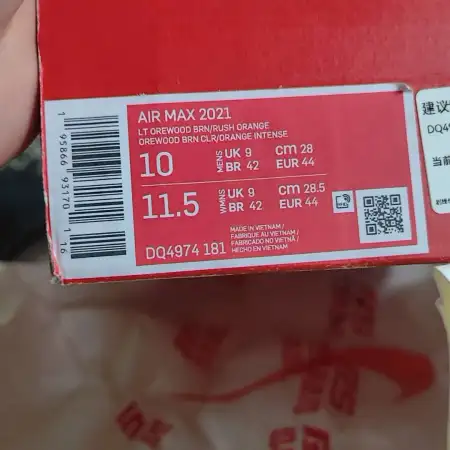 AIR MAX 2021
LT OREWOOD BRN/RUSH ORANGE
OREWOOD BRN CLR/ORANGE INTENSE
10 MENS UK 9 CM 28
BR 42 EUR 44
11.5 WMNS UK 9 CM 28.5
BR 42 EUR 44
DQ4974 181
MADE IN VIETNAM /
FABRIQUE AU VIETNAM /
FABRICADO NO VIETNÃ /
HECHO EN VIETNAM
1 95866 93170 1 16
建议
DQ49
当前